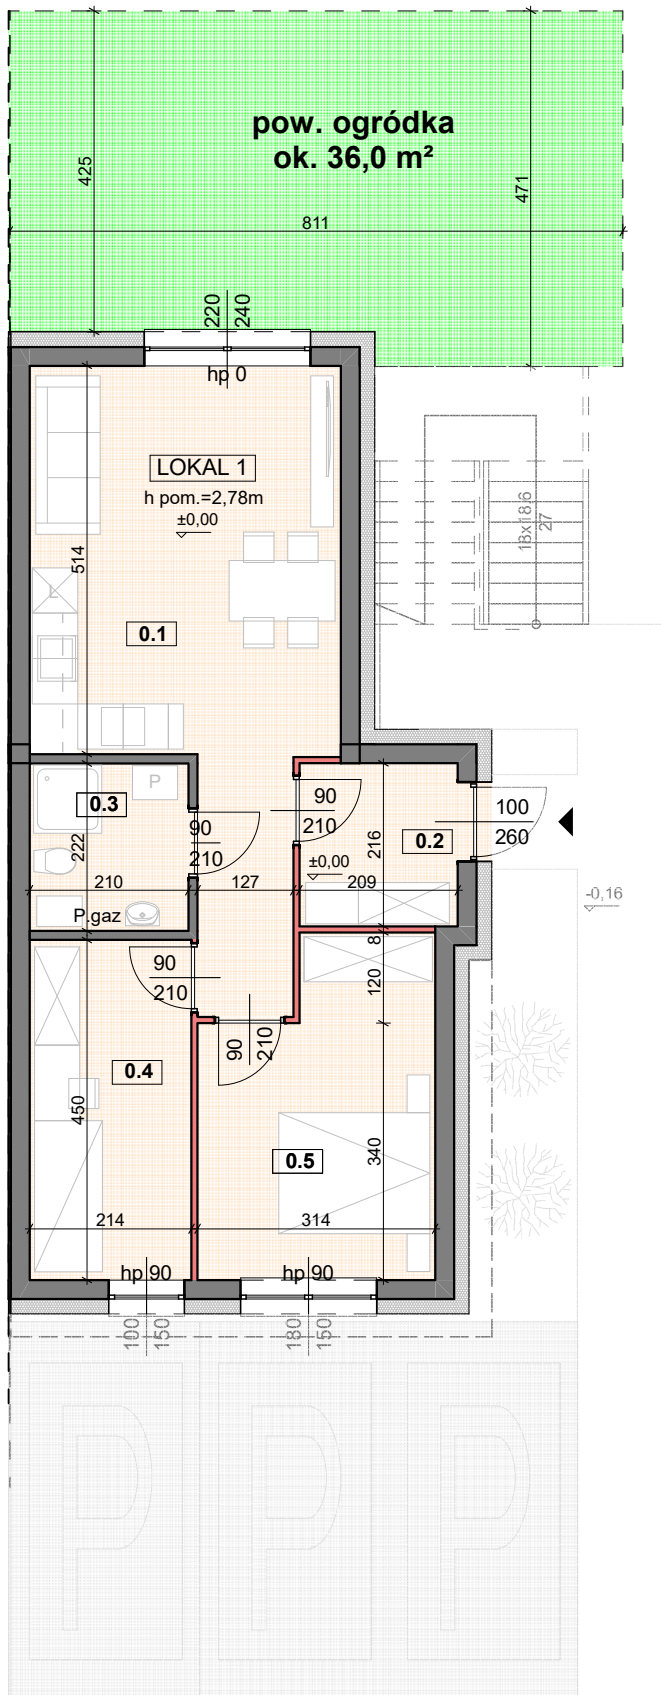 pow. ogródka
ok. 36,0 m²
425
471
811
220
240
hp 0
LOKAL 1
h pom.=2,78m
±0,00
18x18.6
27
514
L
0.1
0.3
P
90
210
100
260
0.2
90
210
222
216
±0,00
210
127
209
-0,16
P.gaz
8
90
210
120
90
210
0.4
450
0.5
340
214
314
hp 90
hp 90
100
150
180
150
P
P
P